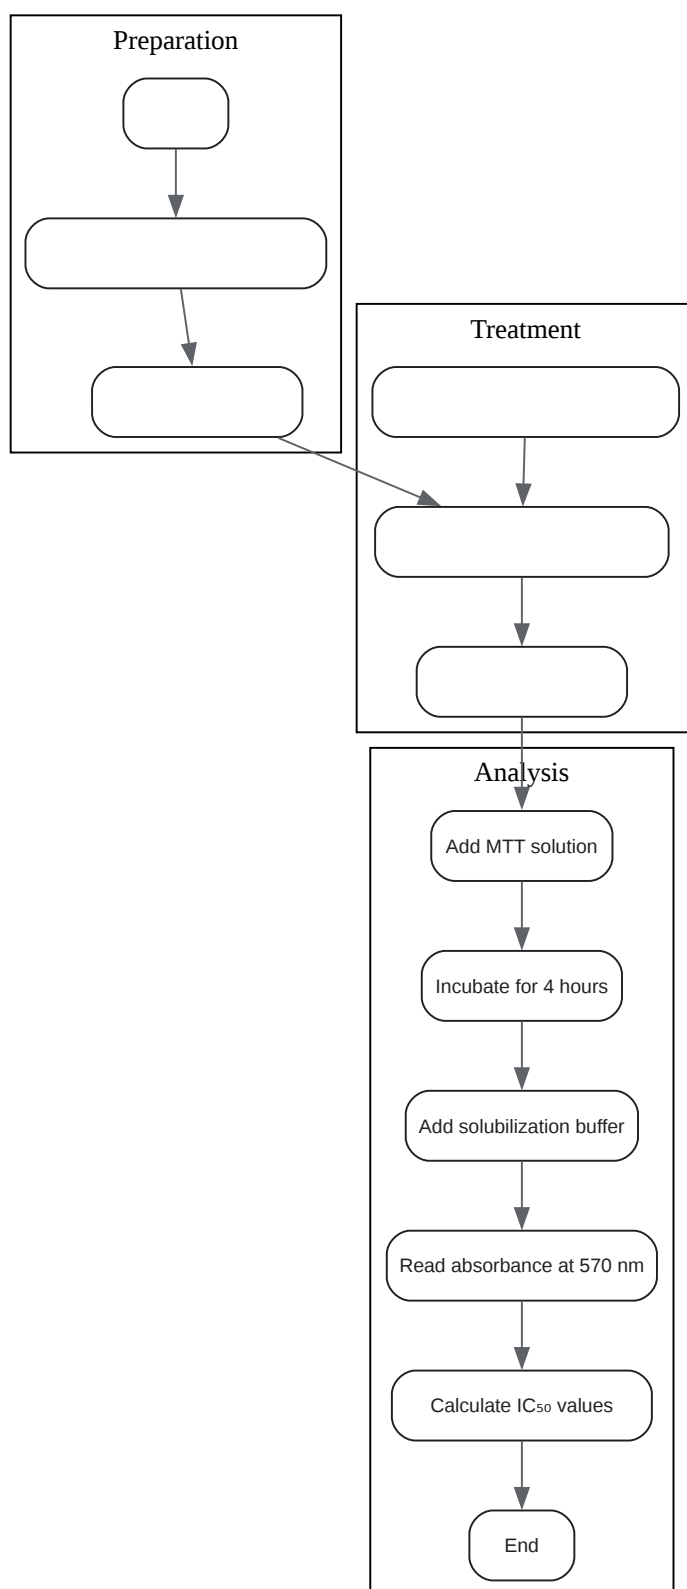 Preparation
Treatment
Analysis
Add MTT solution
Incubate for 4 hours
Add solubilization buffer
Read absorbance at 570 nm
Calculate IC₅₀ values
End